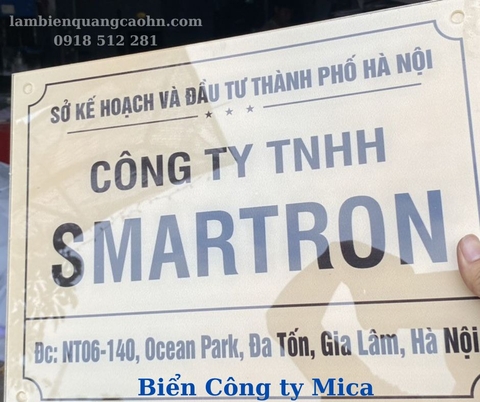 lambienquangcaohn.com
0918 512 281
SỞ KẾ HOẠCH VÀ ĐẦU TƯ THÀNH PHỐ HÀ NỘI
CÔNG TY TNHH
SMARTRON
Đc: NT06-140, Ocean Park, Đa Tốn, Gia Lâm, Hà Nội
Biển Công ty Mica